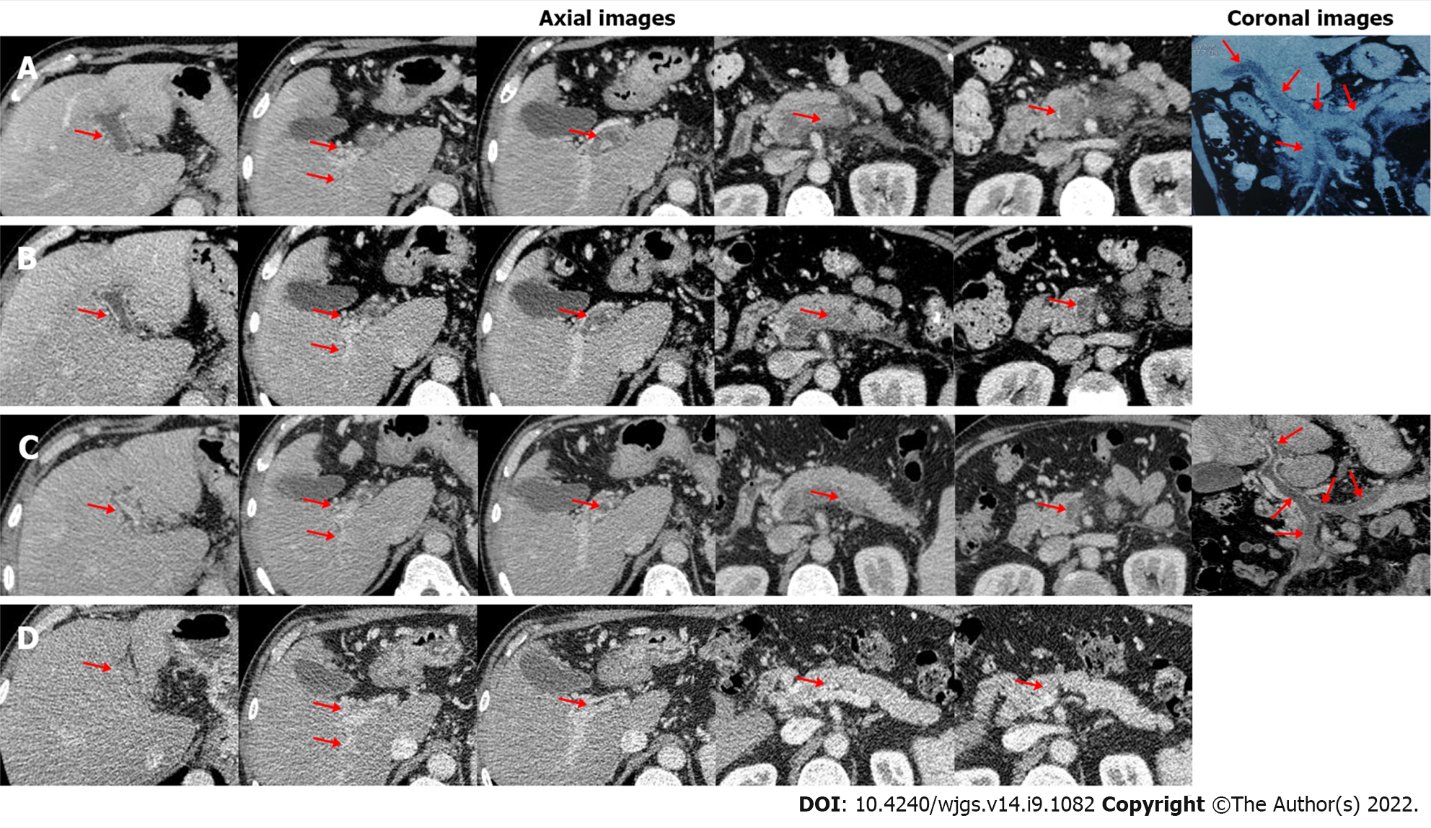 Axial images
Coronal images
A
B
C
D
DOI: 10.4240/wjgs.v14.i9.1082 Copyright ©The Author(s) 2022.